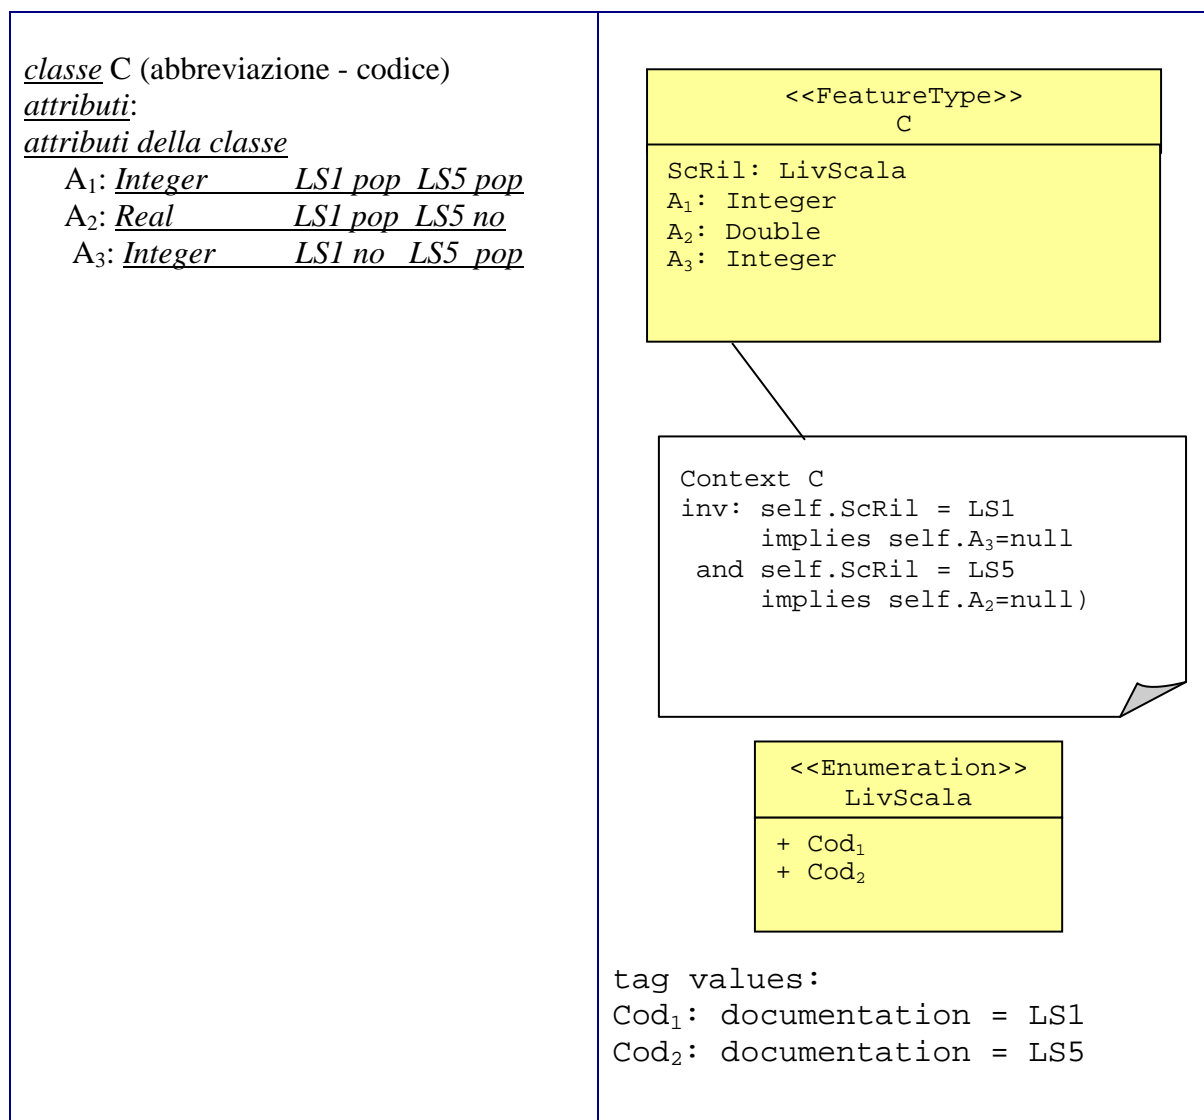 classe C (abbreviazione - codice)
attributi:
attributi della classe
A₁: Integer LS1 pop LS5 pop
A₂: Real LS1 pop LS5 no
A₃: Integer LS1 no LS5 pop
<<FeatureType>>
C
ScRil: LivScala
A₁: Integer
A₂: Double
A₃: Integer
Context C
inv: self.ScRil = LS1
implies self.A₃=null
and self.ScRil = LS5
implies self.A₂=null)
<<Enumeration>>
LivScala
+ Cod₁
+ Cod₂
tag values:
Cod₁: documentation = LS1
Cod₂: documentation = LS5